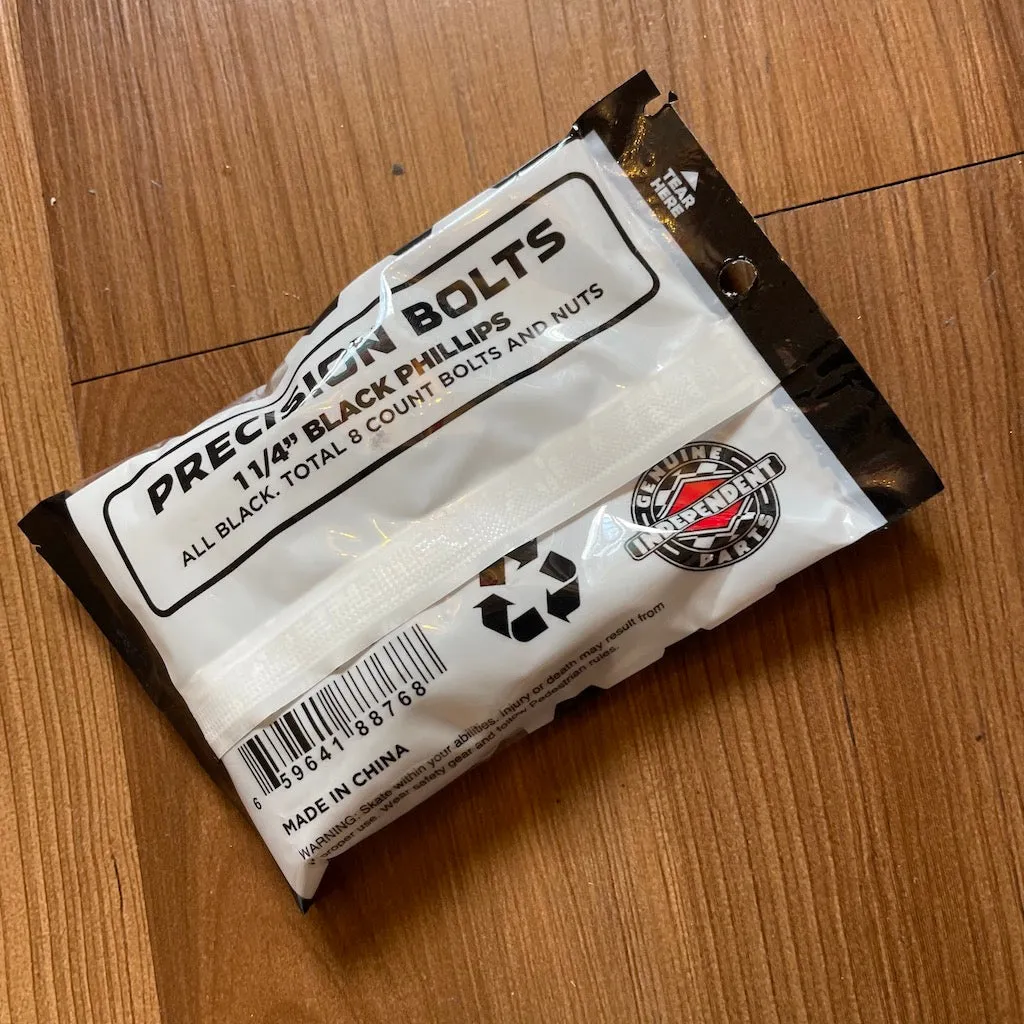 TEAR
HERE
PRECISION BOLTS
1 1/4” BLACK PHILLIPS
ALL BLACK. TOTAL 8 COUNT BOLTS AND NUTS
GENUINE
INDEPENDENT
PARTS
6 59641 88768
MADE IN CHINA
WARNING: Skate within your abilities. injury or death may result from
proper use. Wear safety gear and follow Pedestrian rules.